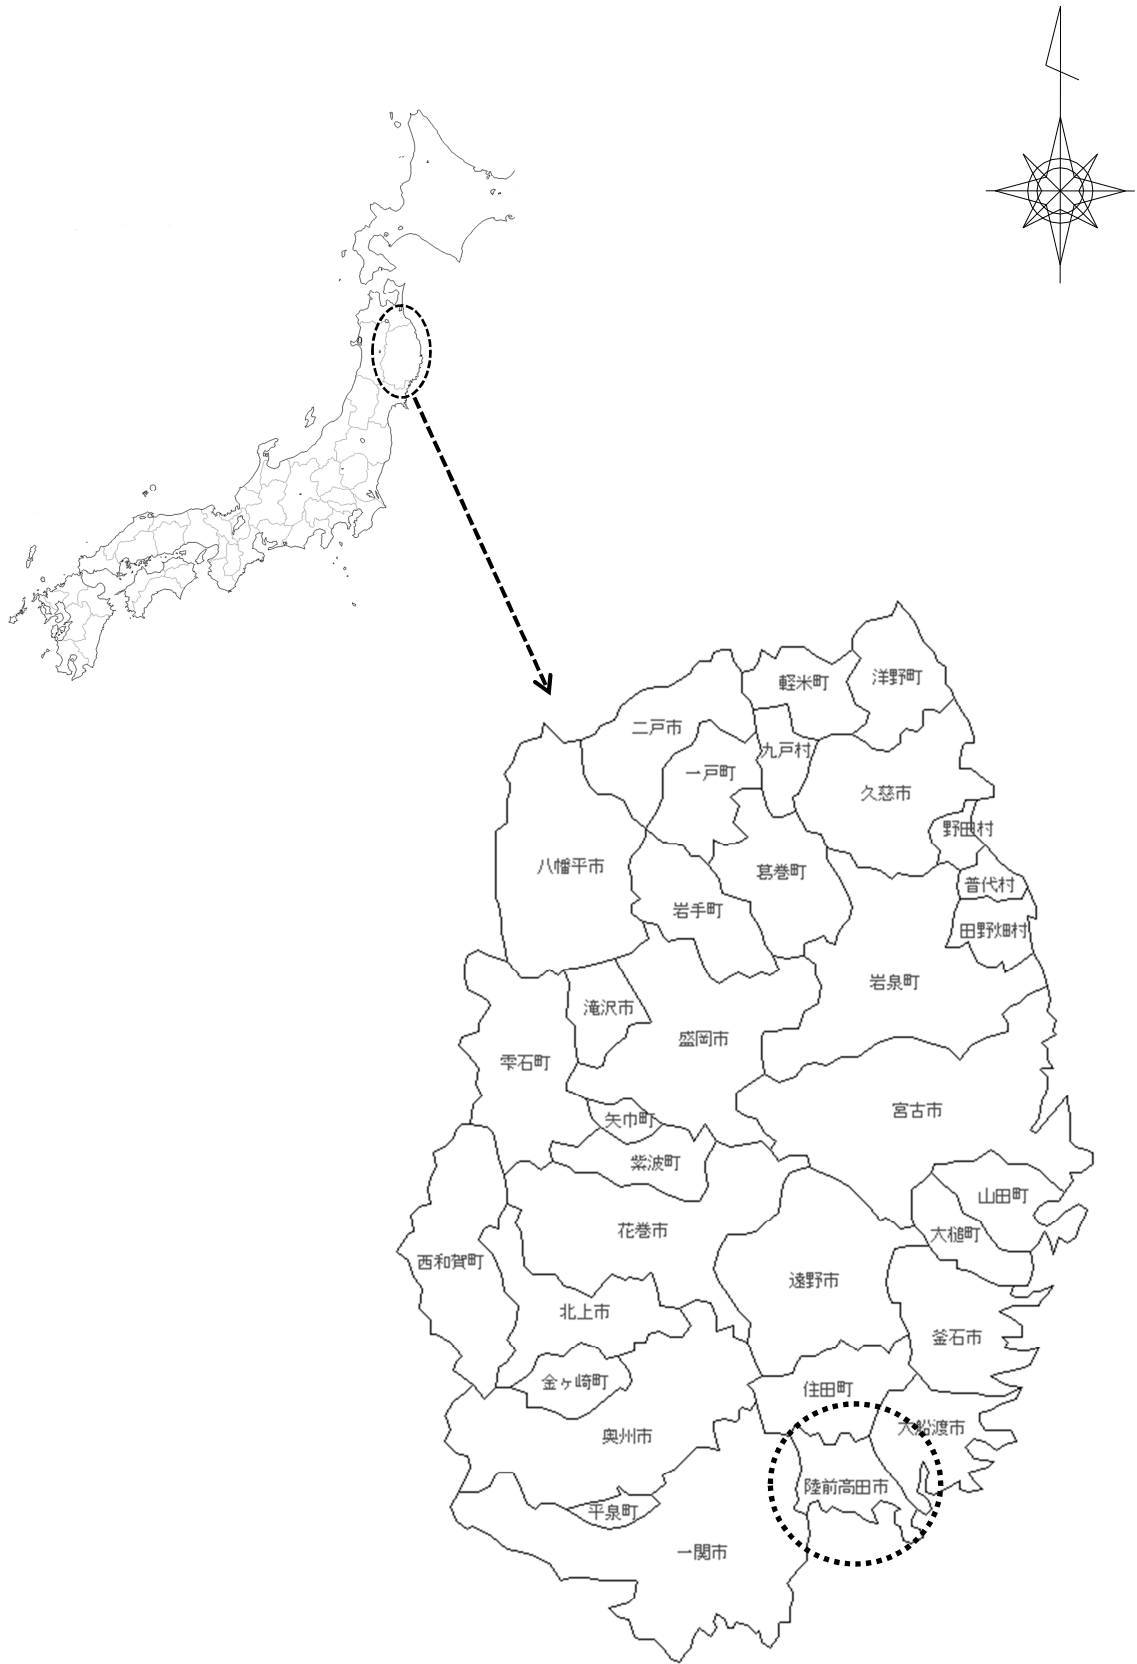 洋野町
軽米町
二戸市
九戸村
一戸町
久慈市
野田村
八幡平市
葛巻町
普代村
岩手町
田野畑村
岩泉町
滝沢市
盛岡市
雫石町
宮古市
矢巾町
紫波町
山田町
花巻市
大槌町
西和賀町
遠野市
北上市
釜石市
金ヶ崎町
住田町
大船渡市
奥州市
陸前高田市
平泉町
一関市